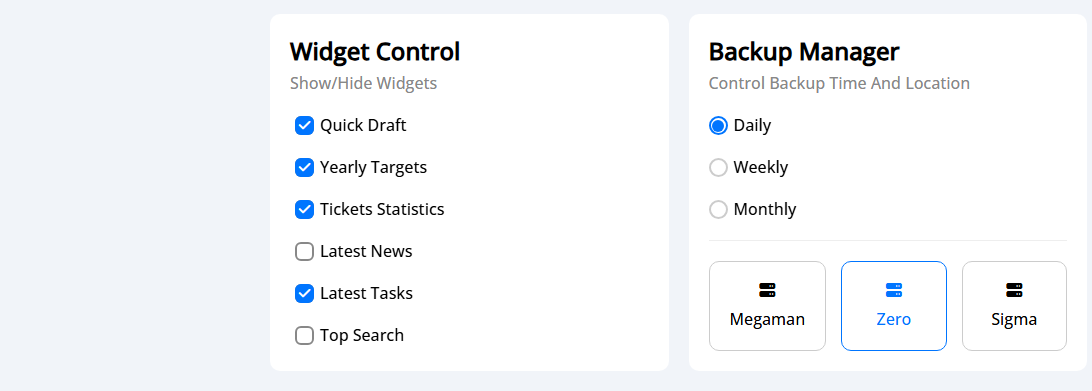 Widget Control
Show/Hide Widgets
Quick Draft
Yearly Targets
Tickets Statistics
Latest News
Latest Tasks
Top Search
Backup Manager
Control Backup Time And Location
Daily
Weekly
Monthly
Megaman
Zero
Sigma